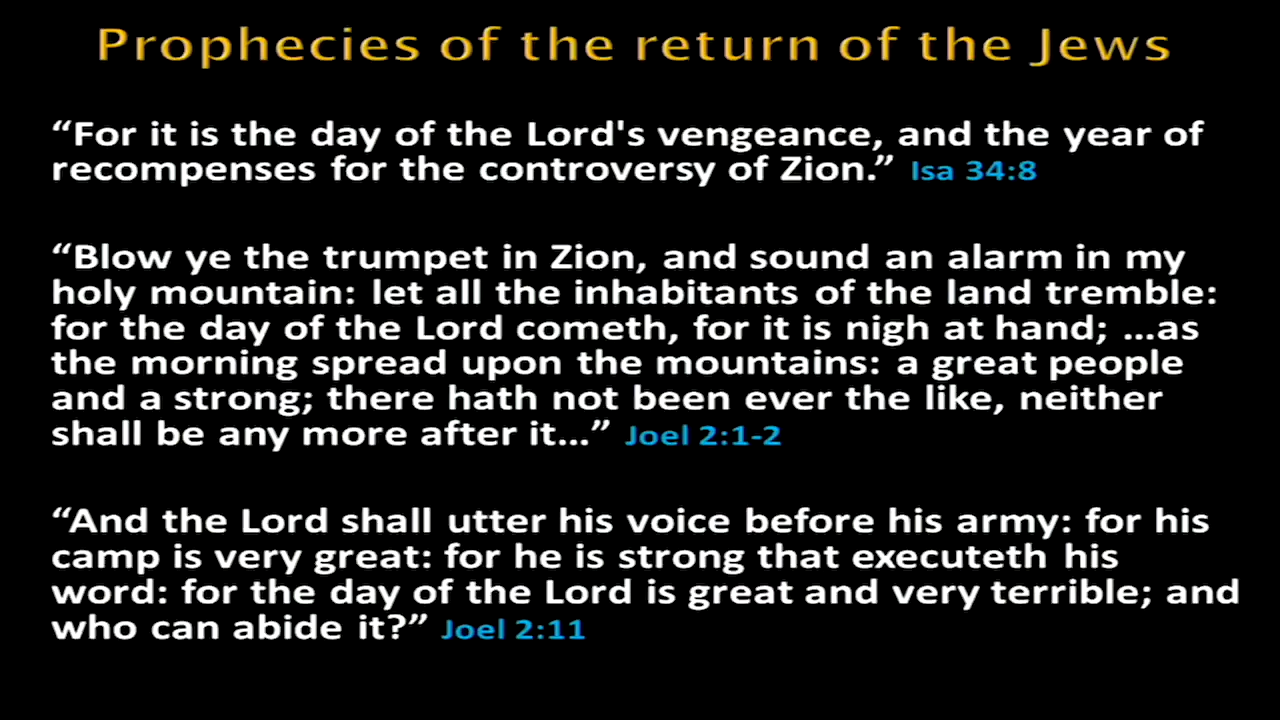 Prophecies of the return of the Jews
“For it is the day of the Lord's vengeance, and the year of
recompenses for the controversy of Zion.” Isa 34:8
“Blow ye the trumpet in Zion, and sound an alarm in my
holy mountain: let all the inhabitants of the land tremble:
for the day of the Lord cometh, for it is nigh at hand; ...as
the morning spread upon the mountains: a great people
and a strong; there hath not been ever the like, neither
shall be any more after it...” Joel 2:1-2
“And the Lord shall utter his voice before his army: for his
camp is very great: for he is strong that executeth his
word: for the day of the Lord is great and very terrible; and
who can abide it?” Joel 2:11